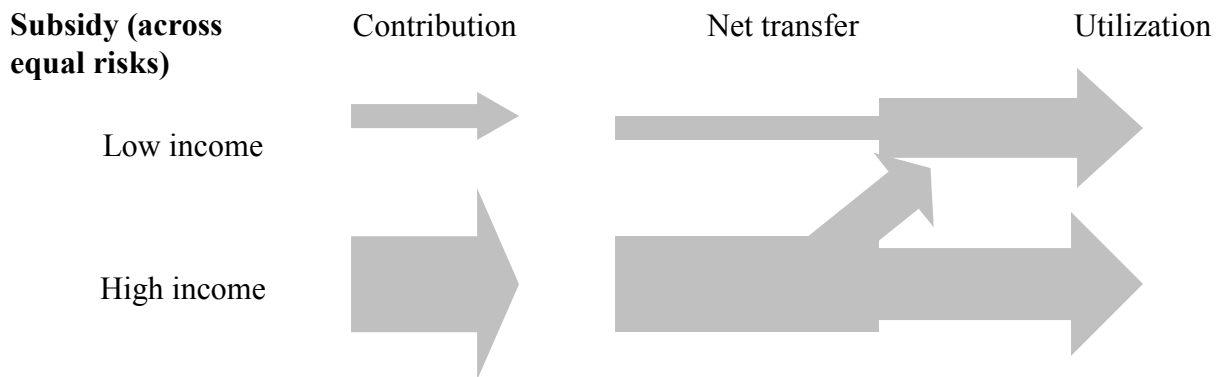 Subsidy (across
equal risks)
Contribution
Net transfer
Utilization
Low income
High income